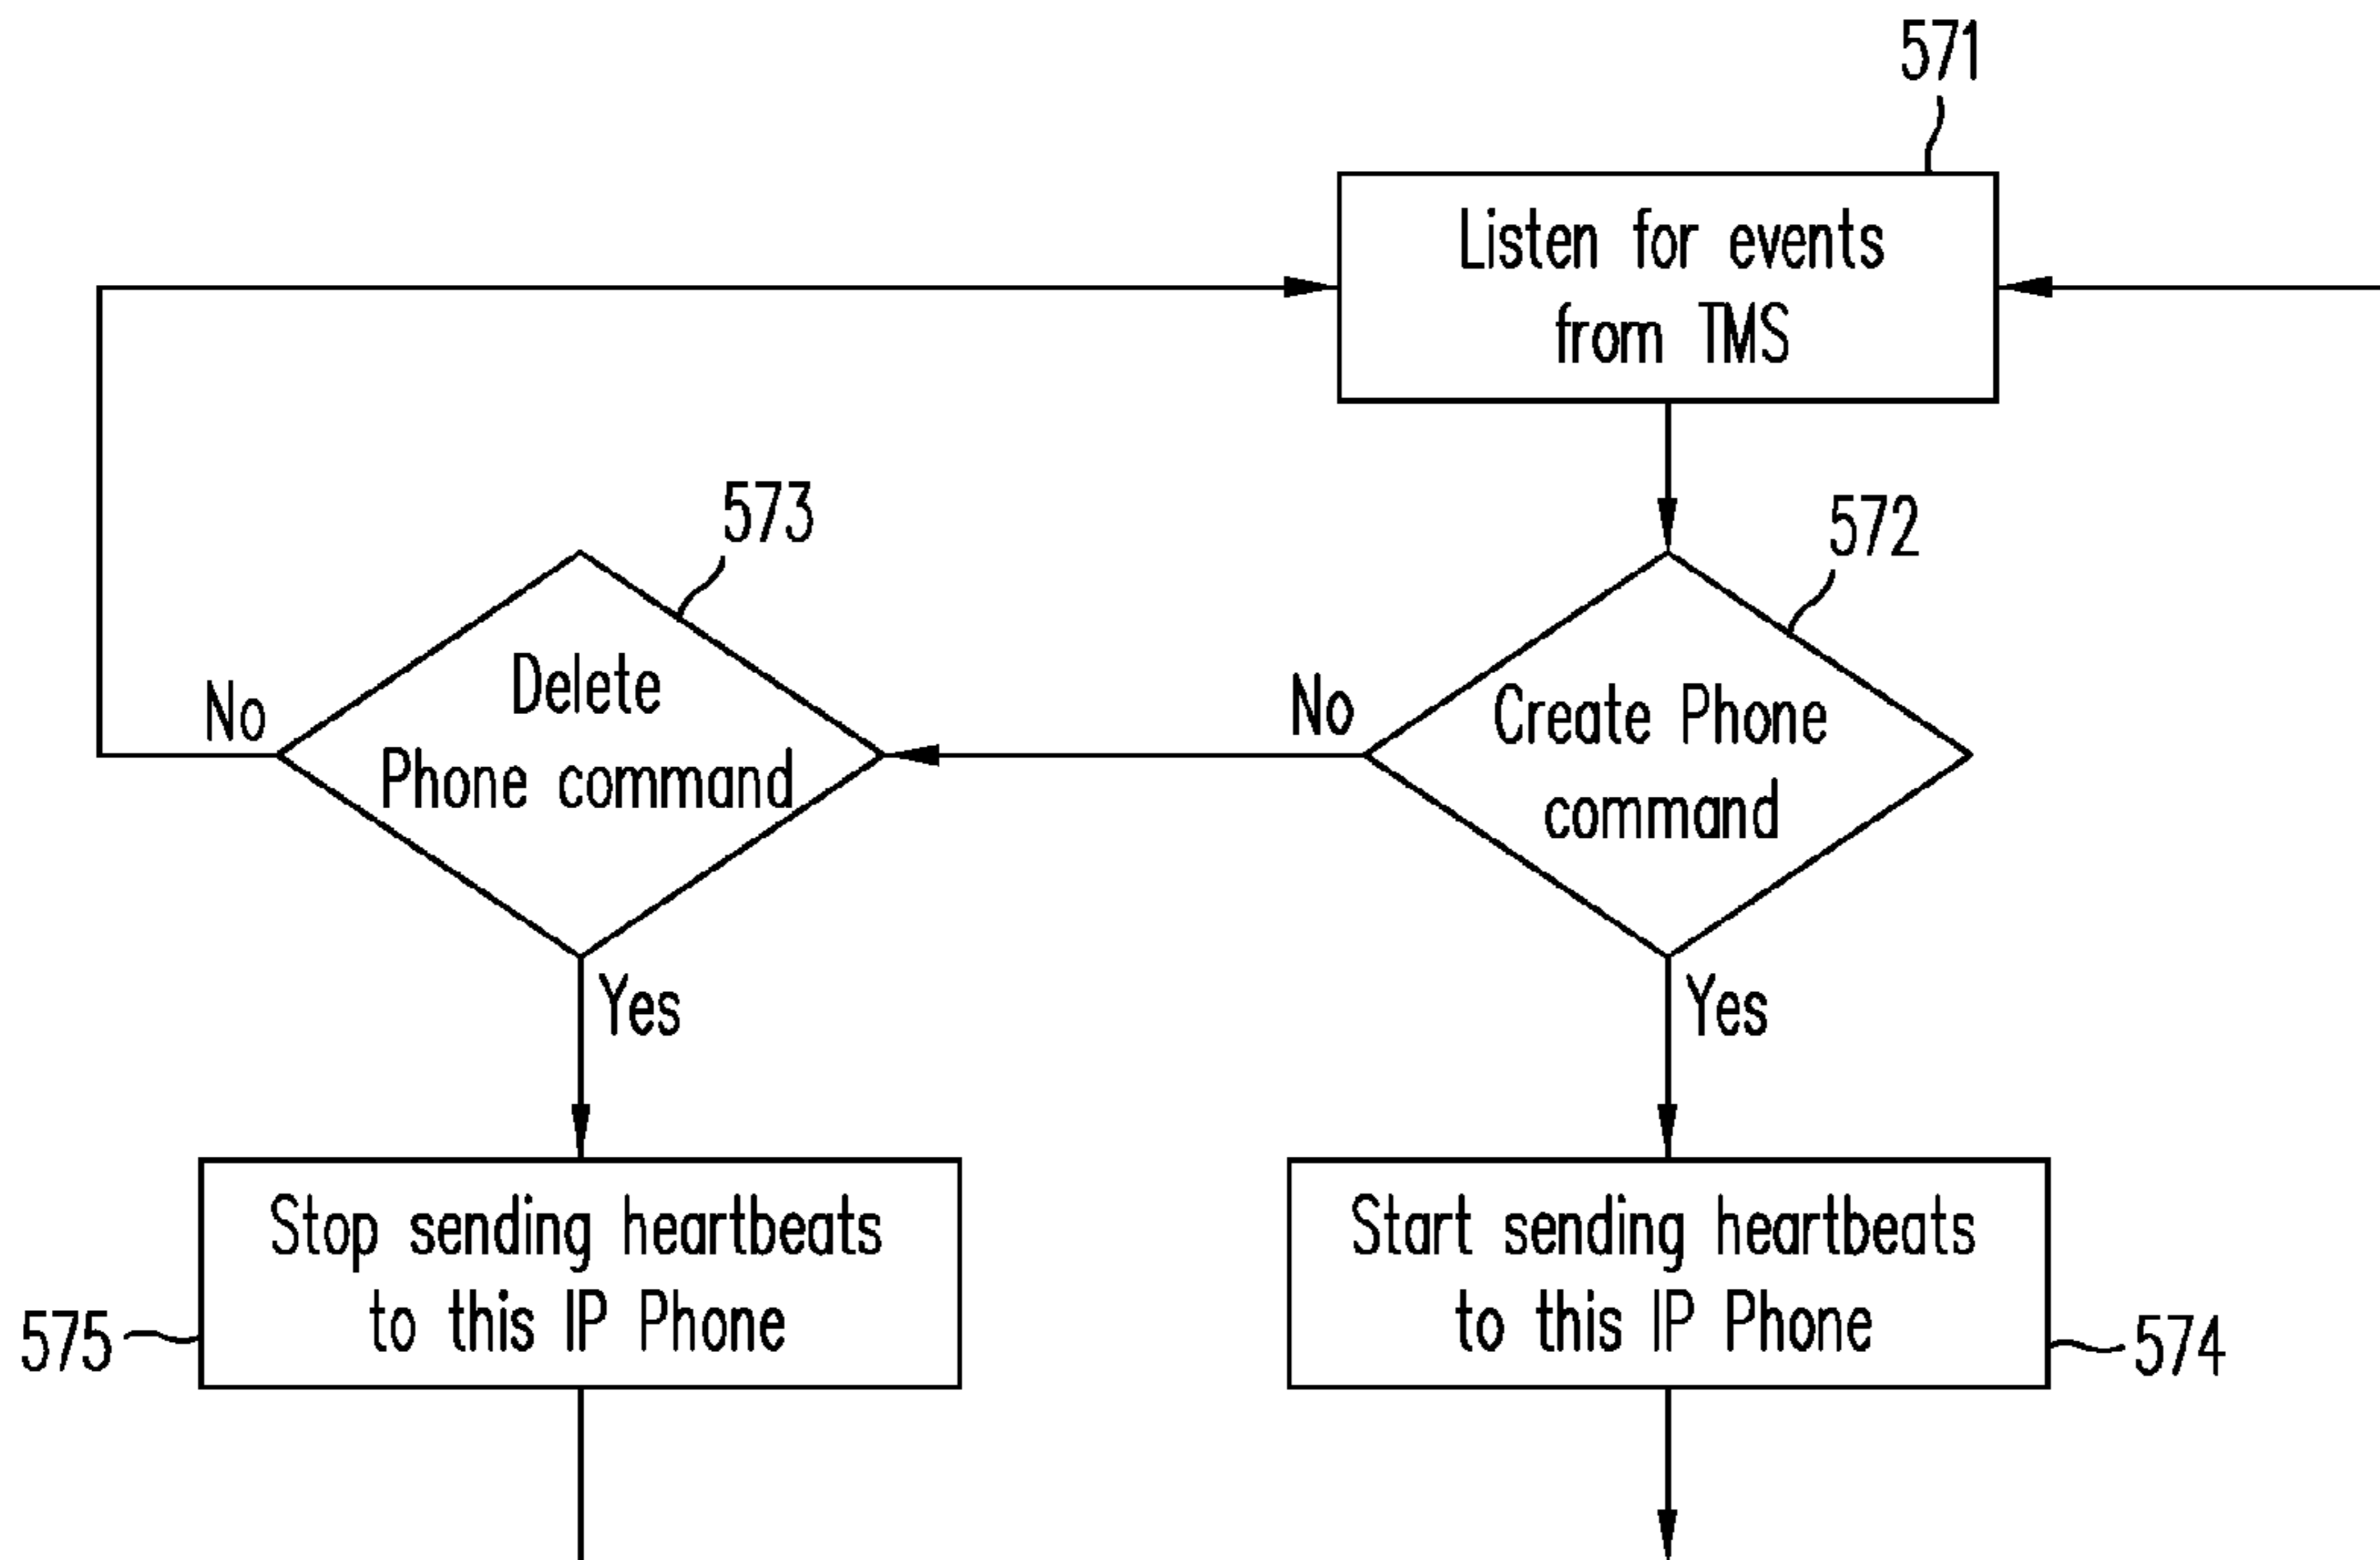 571
Listen for events
from TMS
573
572
No
Delete
Phone command
No
Create Phone
command
Yes
Yes
Stop sending heartbeats
to this IP Phone
575
Start sending heartbeats
to this IP Phone
574